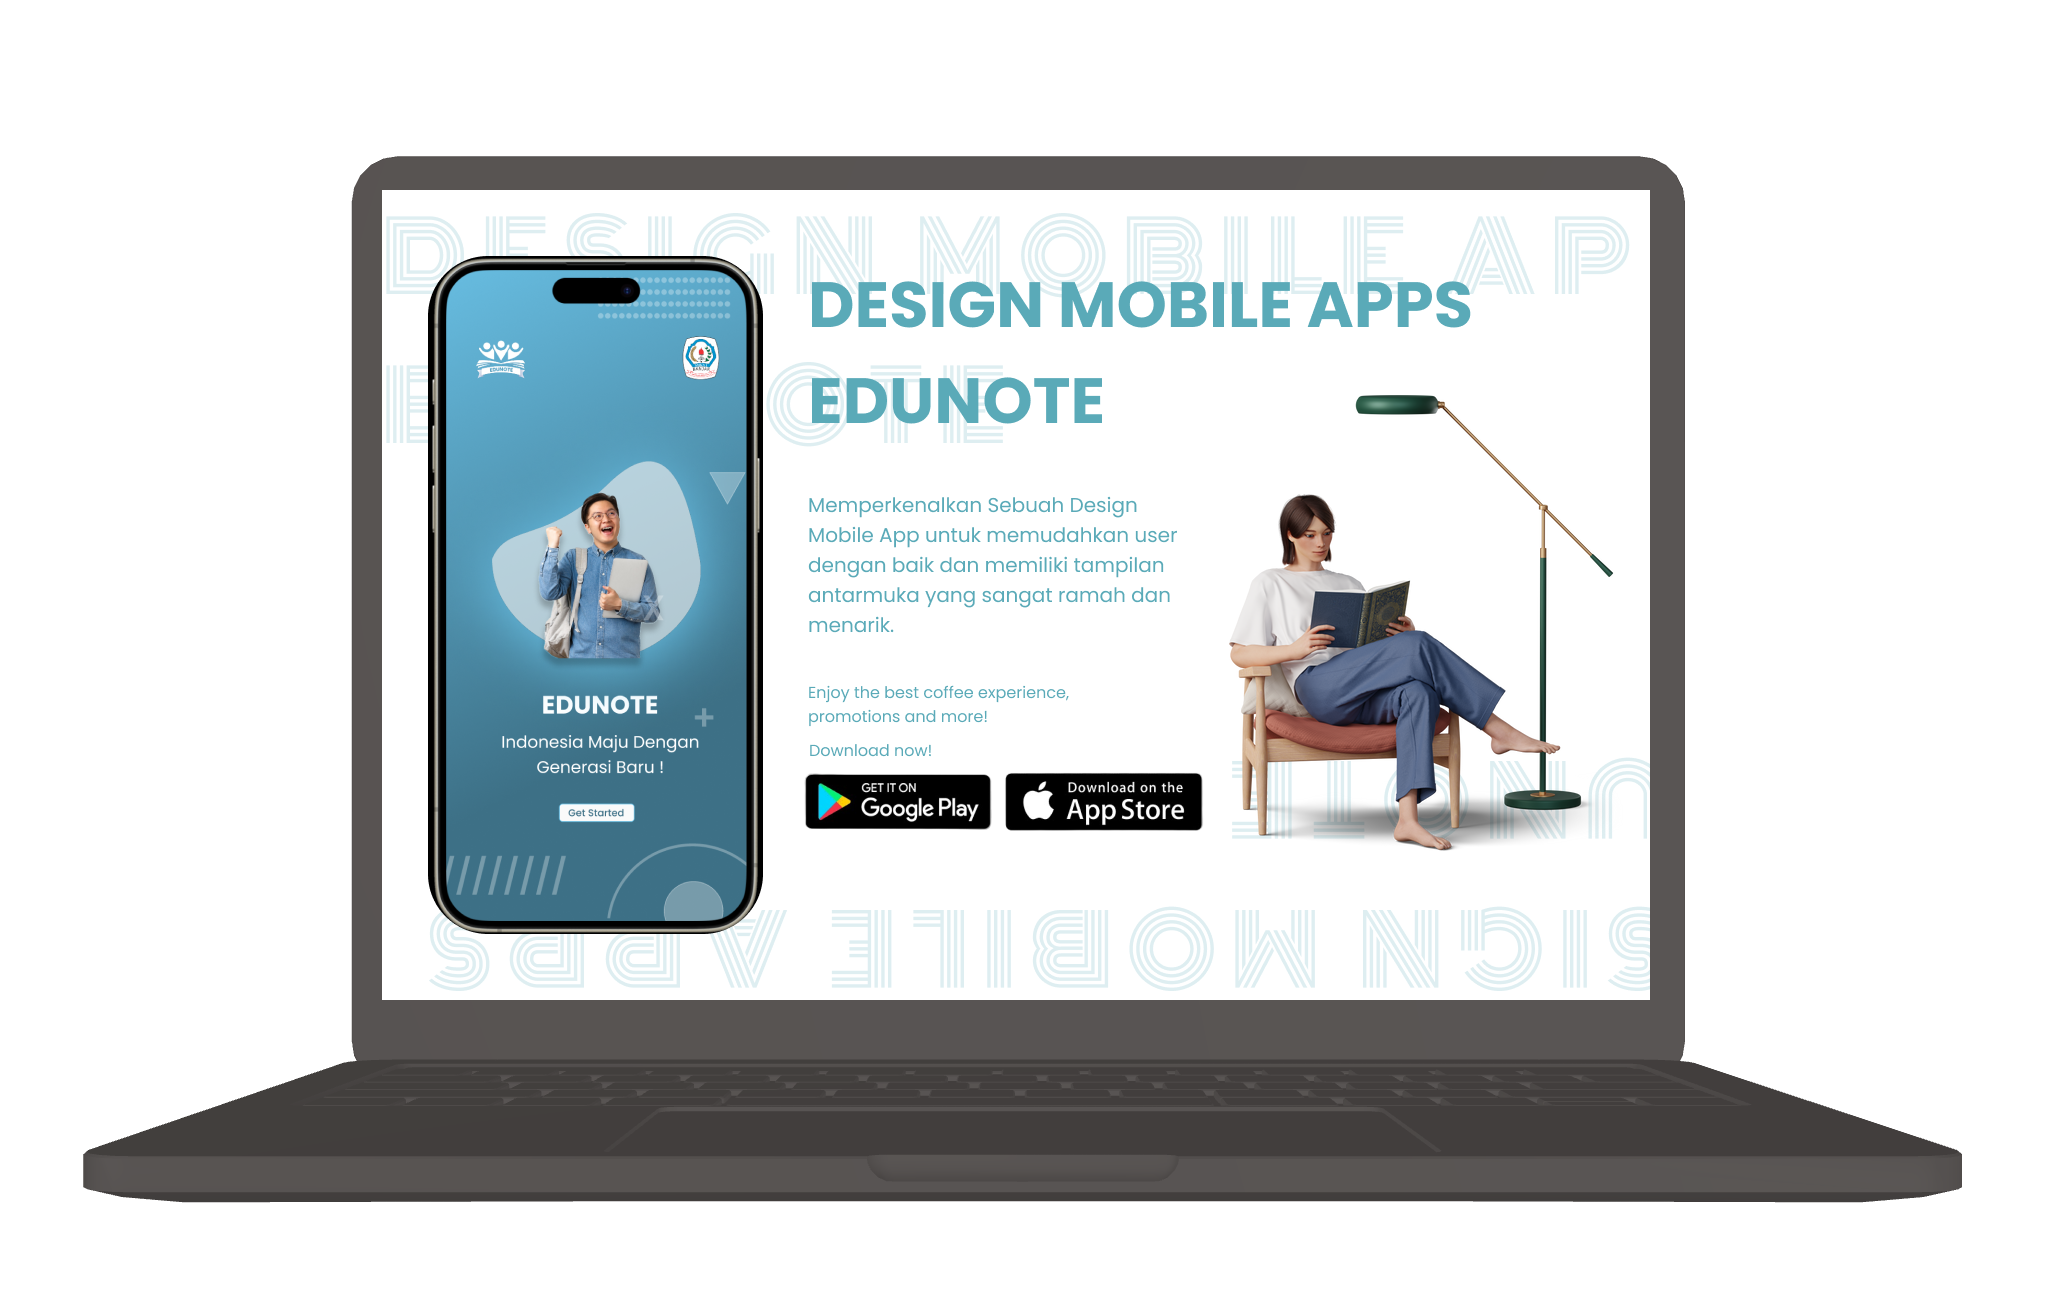 DESIGN MOBILE AP
EDUNOTE
DESIGN MOBILE APPS
EDUNOTE
Memperkenalkan Sebuah Design
Mobile App untuk memudahkan user
dengan baik dan memiliki tampilan
antarmuka yang sangat ramah dan
menarik.
Enjoy the best coffee experience,
promotions and more!
Download now!
GET IT ON
Google Play
Download on the
App Store
EDUNOTE
Indonesia Maju Dengan
Generasi Baru !
Get Started
UNOTE
SIGN MOBILE APPS